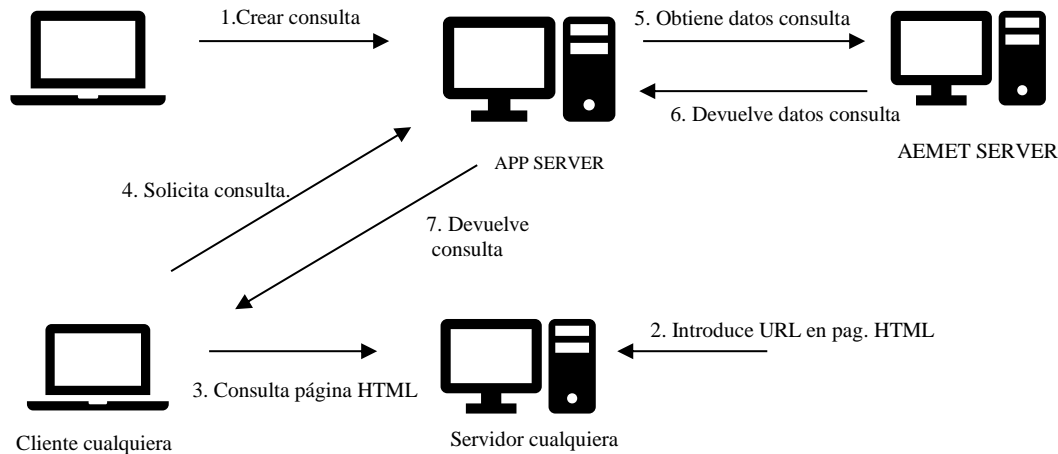 1.Crear consulta
5. Obtiene datos consulta
6. Devuelve datos consulta
APP SERVER
AEMET SERVER
4. Solicita consulta.
7. Devuelve
consulta
2. Introduce URL en pag. HTML
3. Consulta página HTML
Cliente cualquiera
Servidor cualquiera